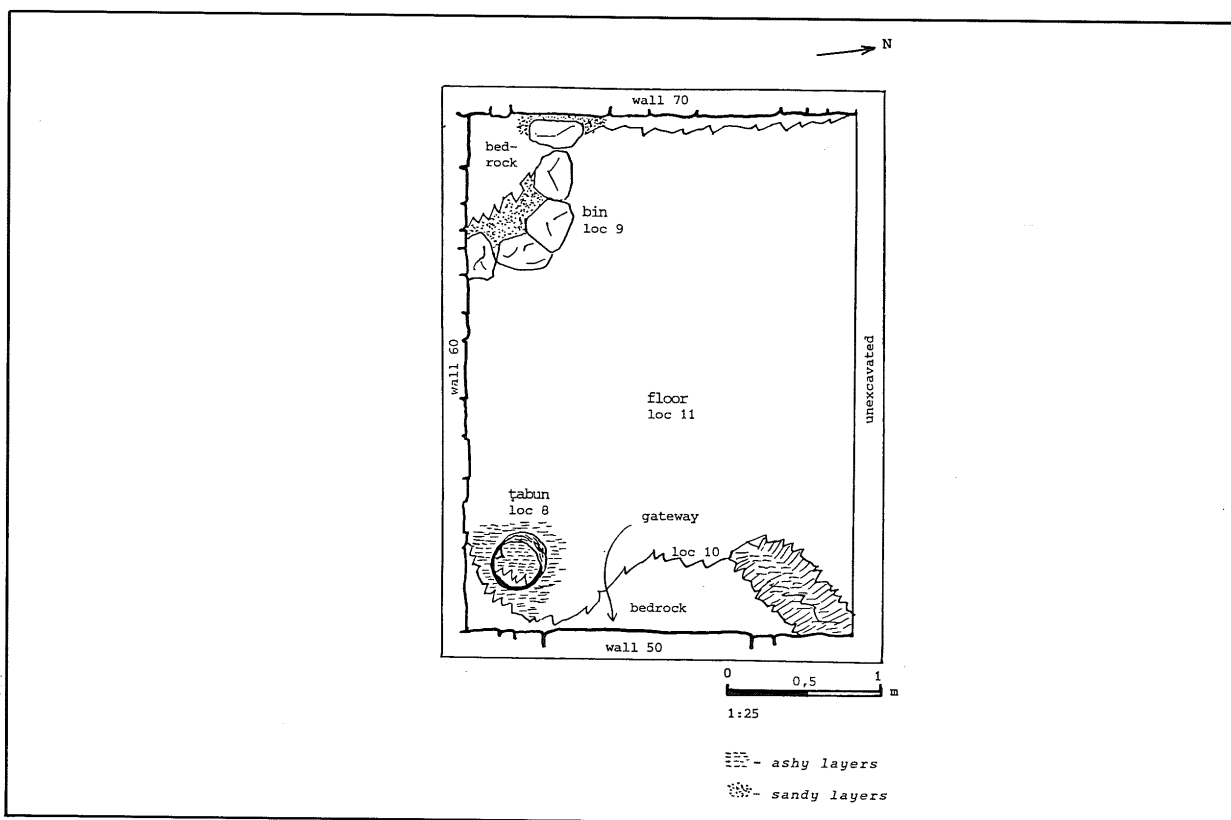 N
wall 70
bed-
rock
bin
loc 9
wall 60
unexcavated
floor
loc 11
ṭabun
loc 8
gateway
loc 10
bedrock
wall 50
0 0,5 1
m
1:25
- ashy layers
- sandy layers